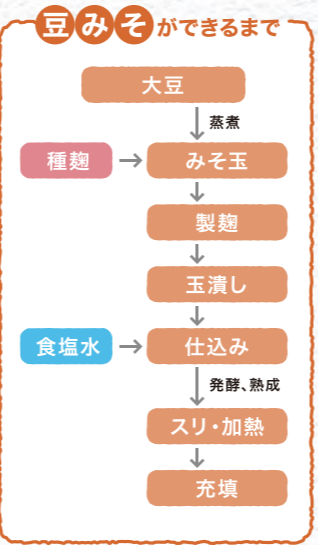 豆みそができるまで
大豆
蒸煮
種麹
みそ玉
製麹
玉潰し
食塩水
仕込み
発酵、熟成
スリ・加熱
充填